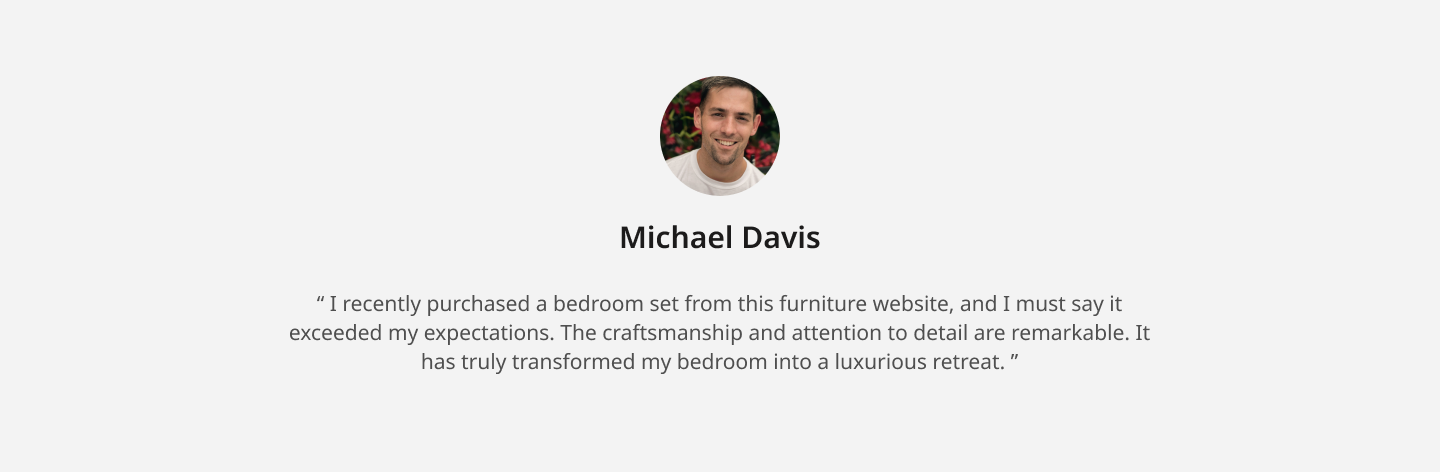 Michael Davis
“ I recently purchased a bedroom set from this furniture website, and I must say it
exceeded my expectations. The craftsmanship and attention to detail are remarkable. It
has truly transformed my bedroom into a luxurious retreat. ”